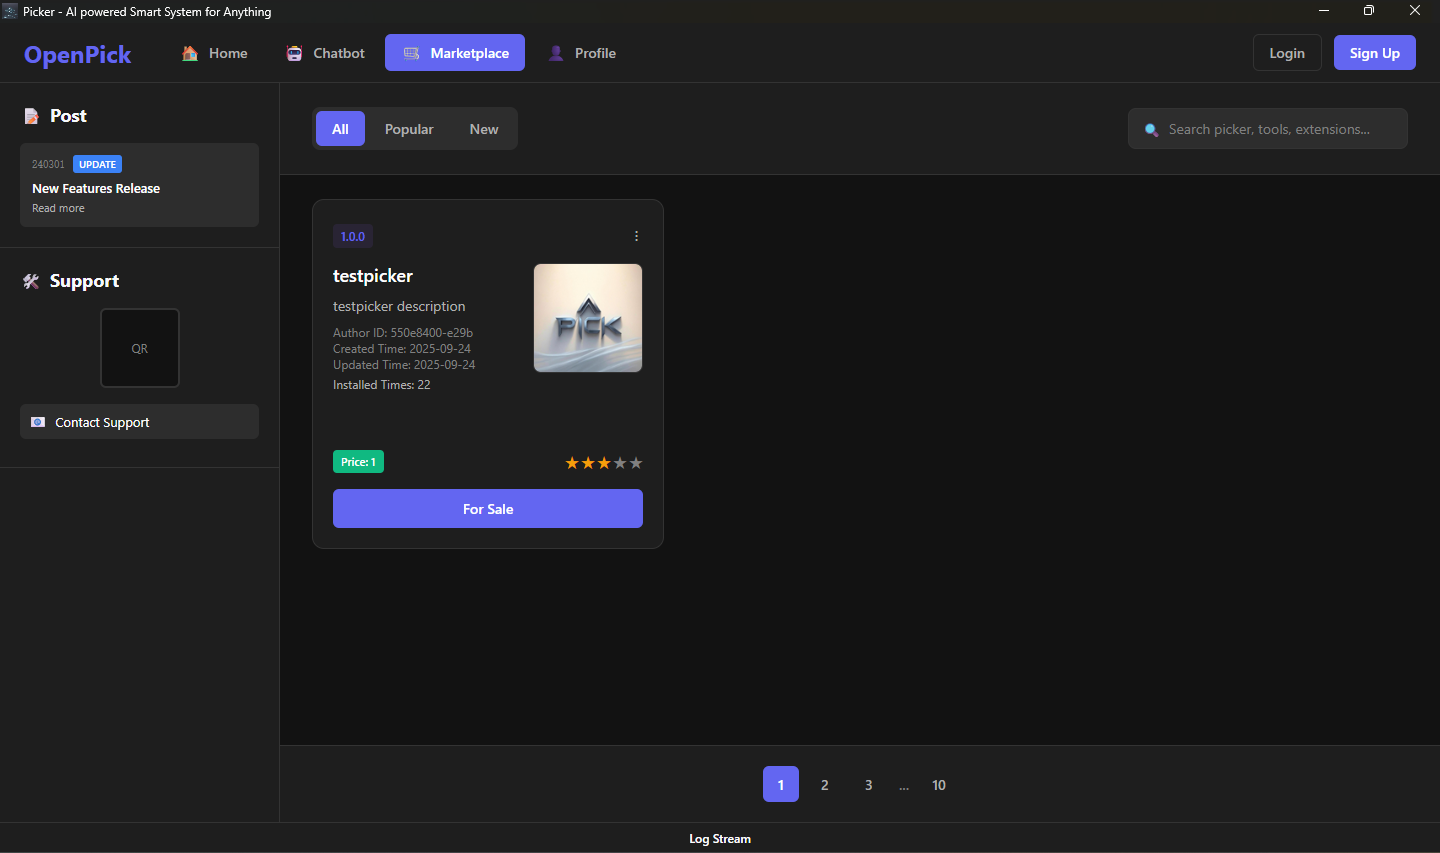 Picker - AI powered Smart System for Anything
OpenPick
Home
Chatbot
Marketplace
Profile
Login
Sign Up
Post
240301 UPDATE
New Features Release
Read more
Support
QR
Contact Support
All
Popular
New
Search picker, tools, extensions...
1.0.0
testpicker
testpicker description
Author ID: 550e8400-e29b
Created Time: 2025-09-24
Updated Time: 2025-09-24
Installed Times: 22
PICK
Price: 1
For Sale
1 2 3 ... 10
Log Stream